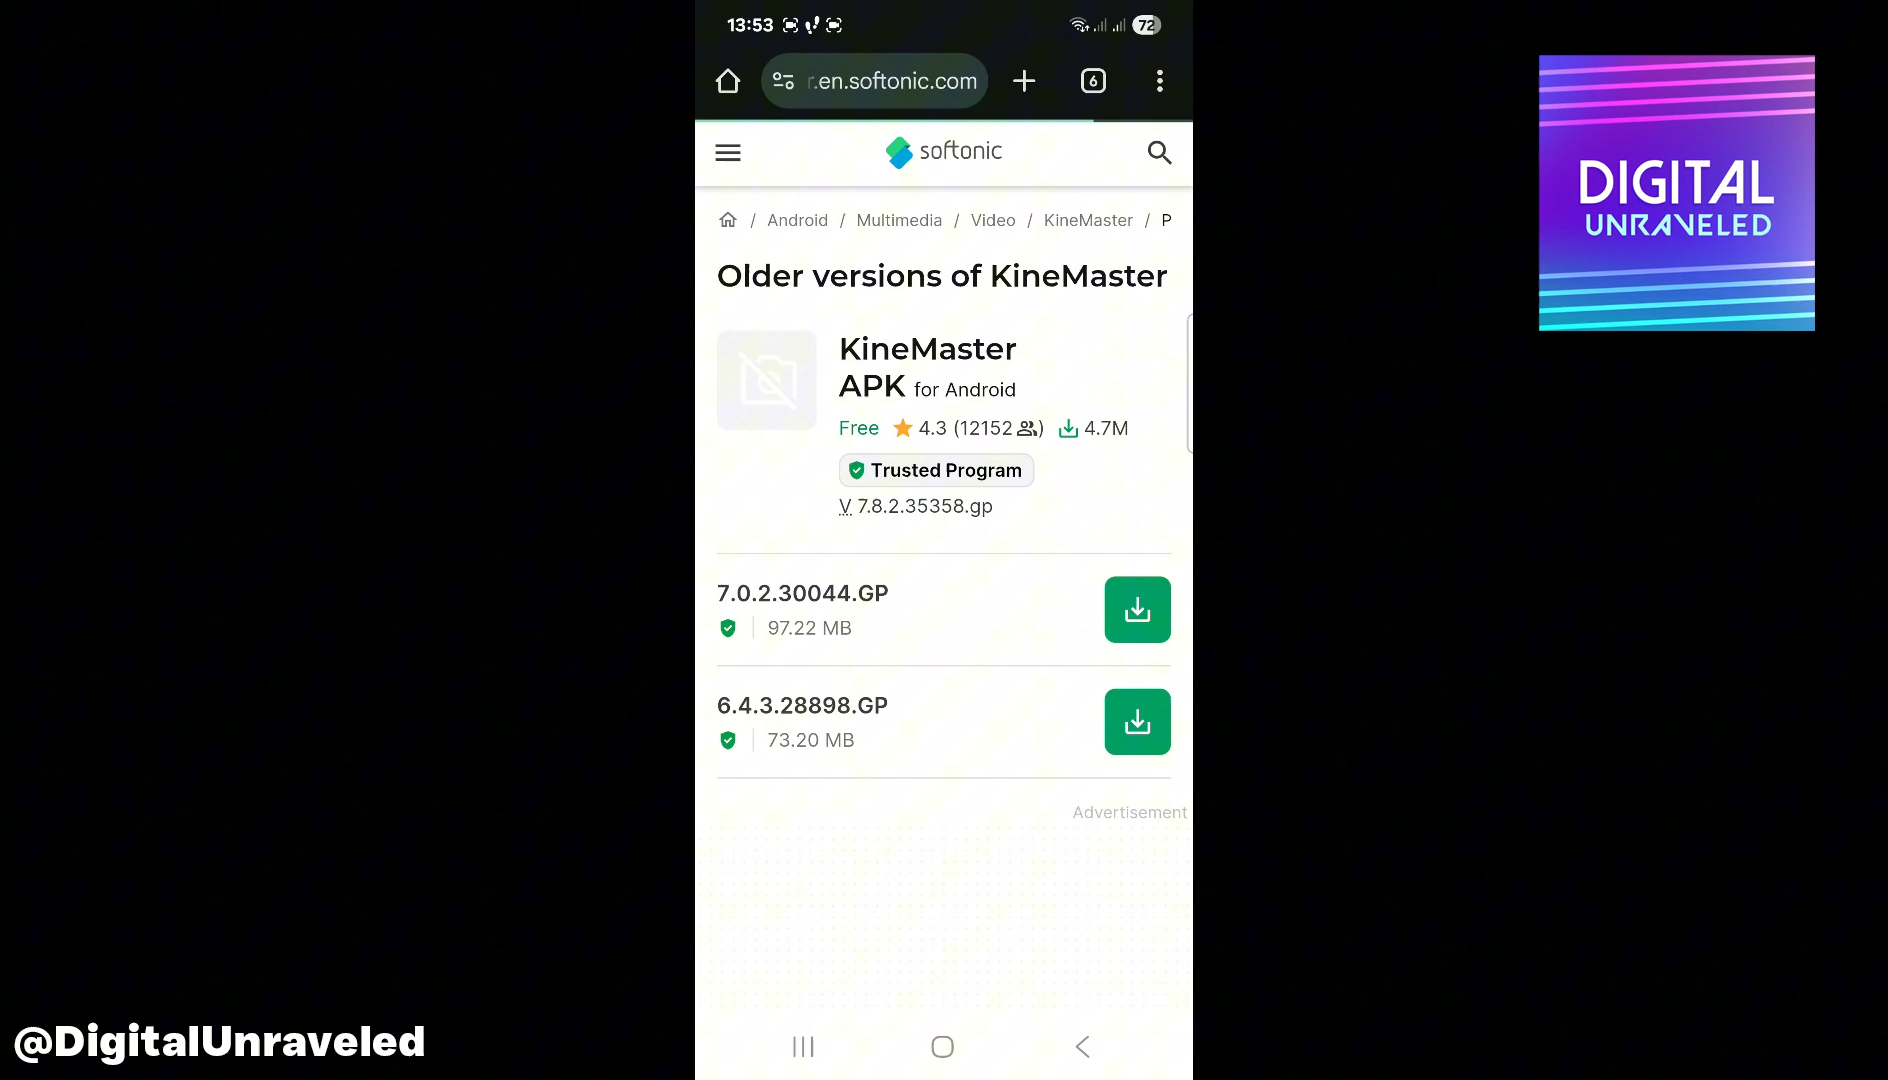 13:53
72
.en.softonic.com
6
softonic
/ Android / Multimedia / Video / KineMaster / P
Older versions of KineMaster
KineMaster
APK for Android
Free 4.3 (12152) 4.7M
Trusted Program
V 7.8.2.35358.gp
7.0.2.30044.GP
97.22 MB
6.4.3.28898.GP
73.20 MB
Advertisement
DIGITAL
UNRAVELED
@DigitalUnraveled